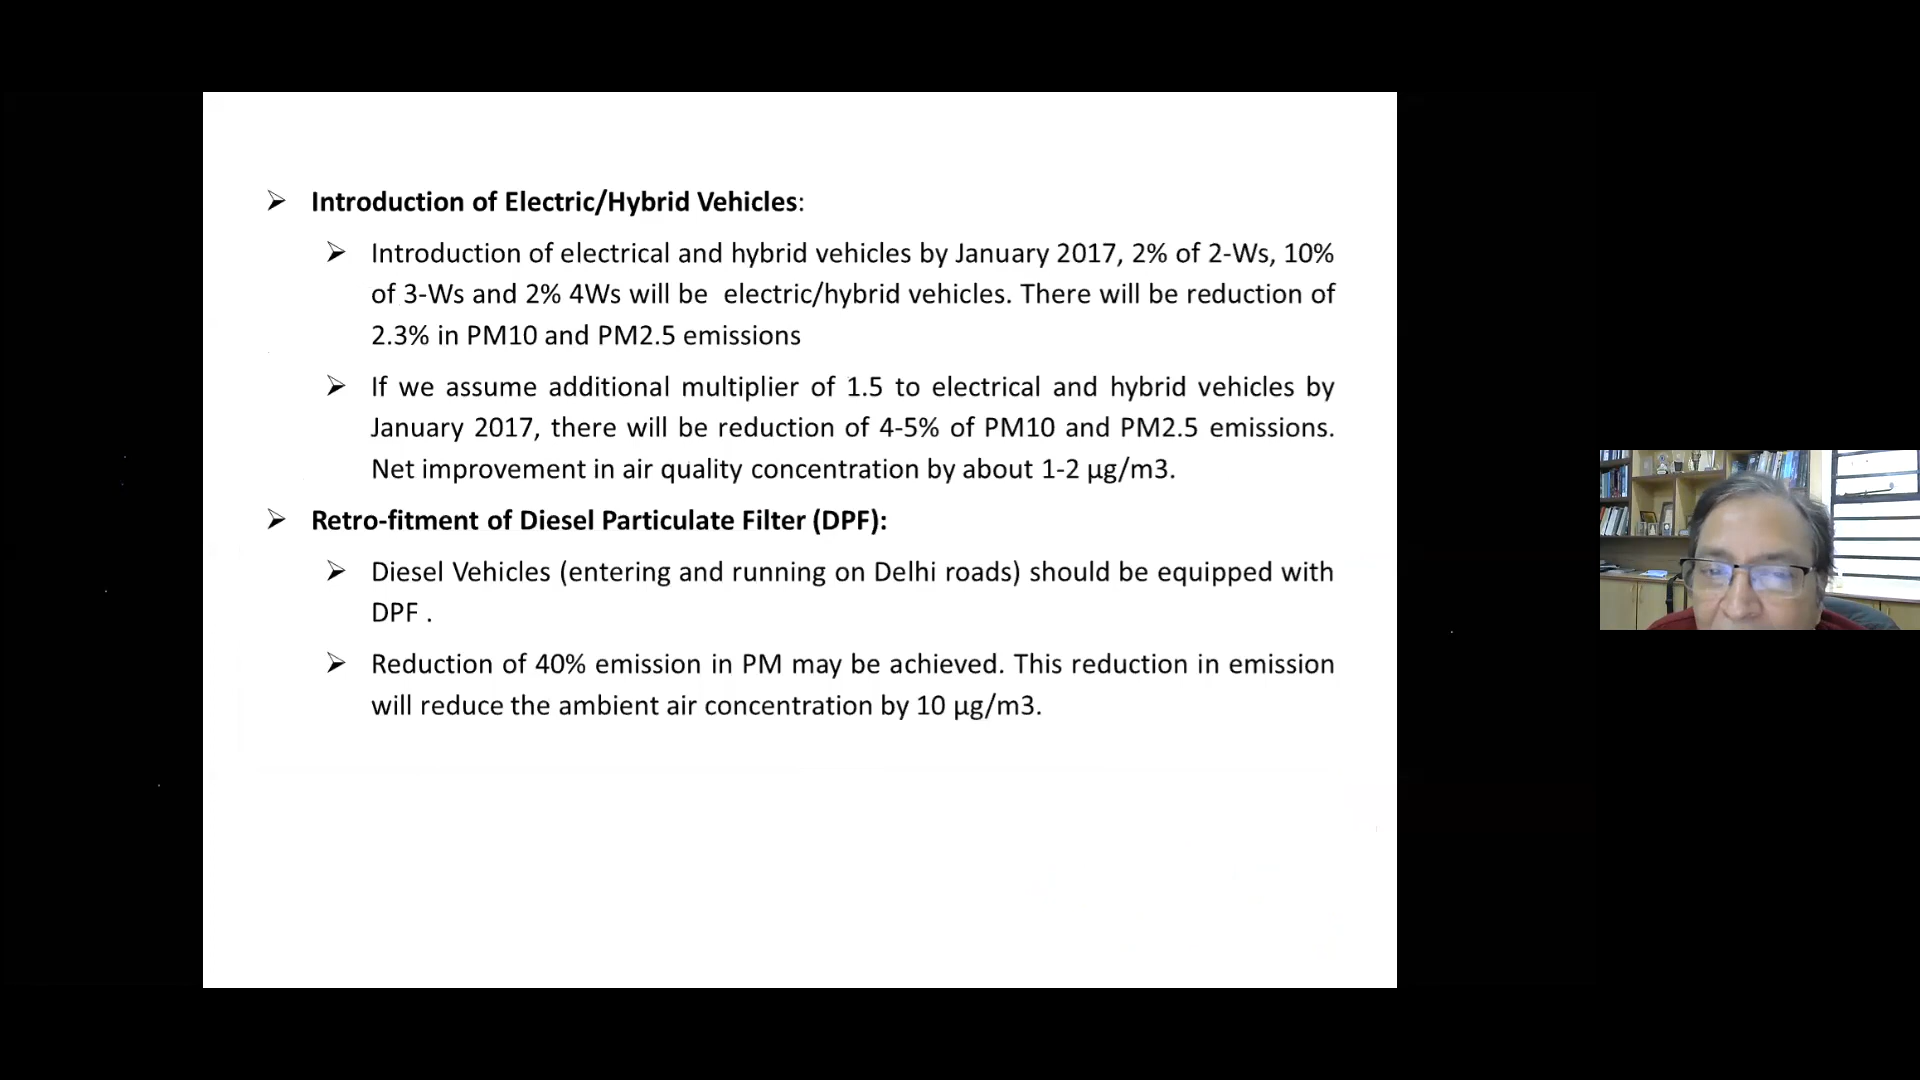 Introduction of Electric/Hybrid Vehicles:
Introduction of electrical and hybrid vehicles by January 2017, 2% of 2-Ws, 10%
of 3-Ws and 2% 4Ws will be electric/hybrid vehicles. There will be reduction of
2.3% in PM10 and PM2.5 emissions
If we assume additional multiplier of 1.5 to electrical and hybrid vehicles by
January 2017, there will be reduction of 4-5% of PM10 and PM2.5 emissions.
Net improvement in air quality concentration by about 1-2 µg/m3.
Retro-fitment of Diesel Particulate Filter (DPF):
Diesel Vehicles (entering and running on Delhi roads) should be equipped with
DPF .
Reduction of 40% emission in PM may be achieved. This reduction in emission
will reduce the ambient air concentration by 10 µg/m3.